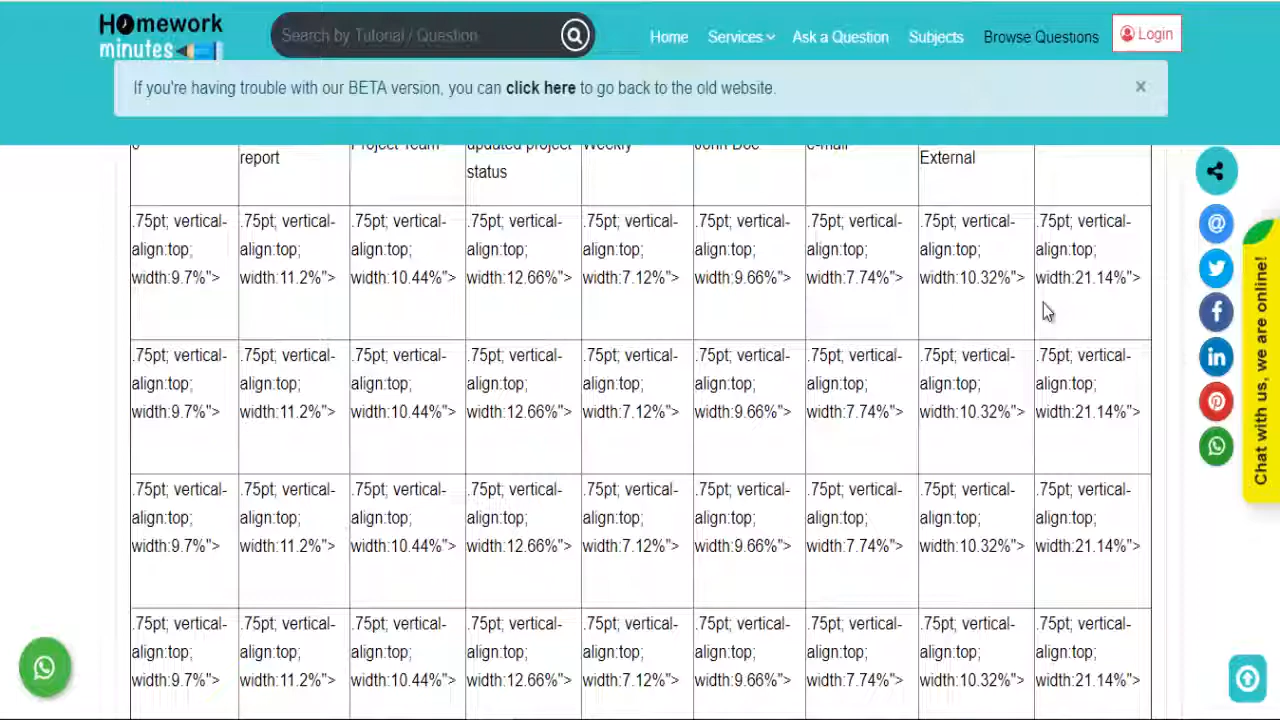 Homework
minutes
Search by Tutorial / Question
Home Services Ask a Question Subjects Browse Questions Login
If you're having trouble with our BETA version, you can click here to go back to the old website.
×
report Project Team updated project Weekly John Doe e-mail External
status
.75pt; vertical- .75pt; vertical- .75pt; vertical- .75pt; vertical- .75pt; vertical- .75pt; vertical- .75pt; vertical- .75pt; vertical- .75pt; vertical-
align:top; align:top; align:top; align:top; align:top; align:top; align:top; align:top; align:top;
width:9.7%"> width:11.2%"> width:10.44%"> width:12.66%"> width:7.12%"> width:9.66%"> width:7.74%"> width:10.32%"> width:21.14%">
.75pt; vertical- .75pt; vertical- .75pt; vertical- .75pt; vertical- .75pt; vertical- .75pt; vertical- .75pt; vertical- .75pt; vertical- .75pt; vertical-
align:top; align:top; align:top; align:top; align:top; align:top; align:top; align:top; align:top;
width:9.7%"> width:11.2%"> width:10.44%"> width:12.66%"> width:7.12%"> width:9.66%"> width:7.74%"> width:10.32%"> width:21.14%">
.75pt; vertical- .75pt; vertical- .75pt; vertical- .75pt; vertical- .75pt; vertical- .75pt; vertical- .75pt; vertical- .75pt; vertical- .75pt; vertical-
align:top; align:top; align:top; align:top; align:top; align:top; align:top; align:top; align:top;
width:9.7%"> width:11.2%"> width:10.44%"> width:12.66%"> width:7.12%"> width:9.66%"> width:7.74%"> width:10.32%"> width:21.14%">
.75pt; vertical- .75pt; vertical- .75pt; vertical- .75pt; vertical- .75pt; vertical- .75pt; vertical- .75pt; vertical- .75pt; vertical- .75pt; vertical-
align:top; align:top; align:top; align:top; align:top; align:top; align:top; align:top; align:top;
width:9.7%"> width:11.2%"> width:10.44%"> width:12.66%"> width:7.12%"> width:9.66%"> width:7.74%"> width:10.32%"> width:21.14%">
Chat with us, we are online!